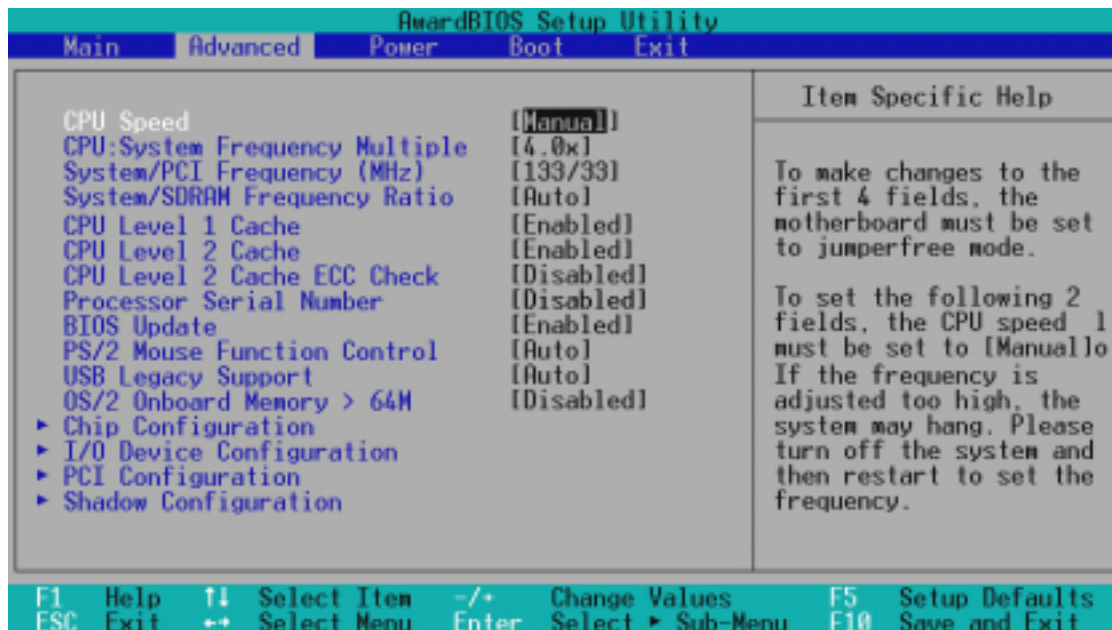 AwardBIOS Setup Utility
Main Advanced Power Boot Exit
CPU Speed [Manual]
CPU:System Frequency Multiple [4.0x]
System/PCI Frequency (MHz) [133/33]
System/SDRAM Frequency Ratio [Auto]
CPU Level 1 Cache [Enabled]
CPU Level 2 Cache [Enabled]
CPU Level 2 Cache ECC Check [Disabled]
Processor Serial Number [Disabled]
BIOS Update [Enabled]
PS/2 Mouse Function Control [Auto]
USB Legacy Support [Auto]
OS/2 Onboard Memory > 64M [Disabled]
▶ Chip Configuration
▶ I/O Device Configuration
▶ PCI Configuration
▶ Shadow Configuration
Item Specific Help
To make changes to the
first 4 fields, the
motherboard must be set
to jumperfree mode.
To set the following 2
fields, the CPU speed l
must be set to [Manual]o
If the frequency is
adjusted too high, the
system may hang. Please
turn off the system and
then restart to set the
frequency.
F1 Help ↑↓ Select Item -/+ Change Values F5 Setup Defaults
ESC Exit ←→ Select Menu Enter Select ▶ Sub-Menu F10 Save and Exit